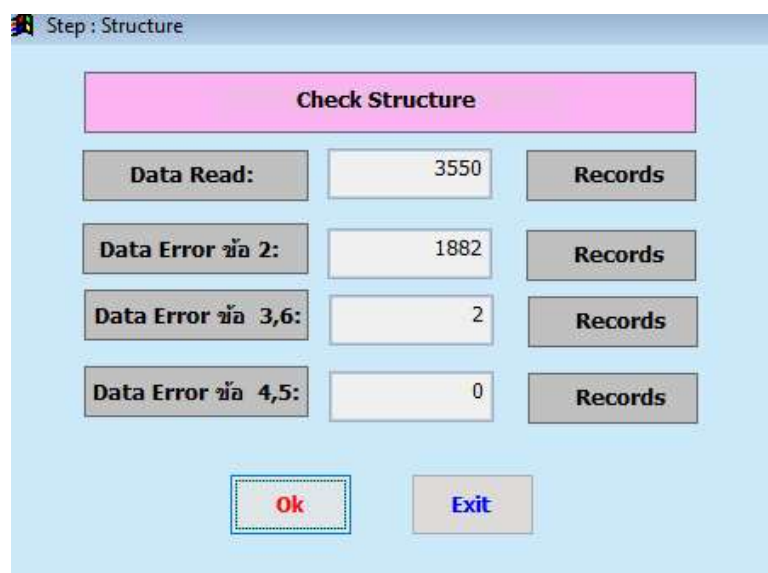 Step : Structure
Check Structure
Data Read: 3550 Records
Data Error ข้อ 2: 1882 Records
Data Error ข้อ 3,6: 2 Records
Data Error ข้อ 4,5: 0 Records
Ok Exit